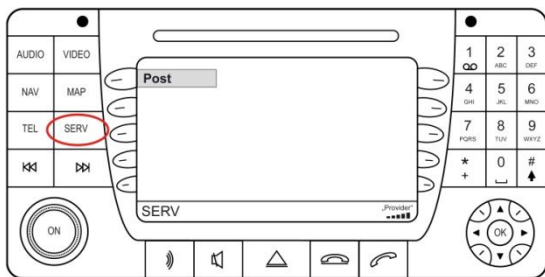 AUDIO VIDEO
NAV MAP
TEL SERV
ON
Post
SERV
„Provider“
1 2 ABC 3 DEF
4 GHI 5 JKL 6 MNO
7 PQRS 8 TUV 9 WXYZ
* + 0 #
OK